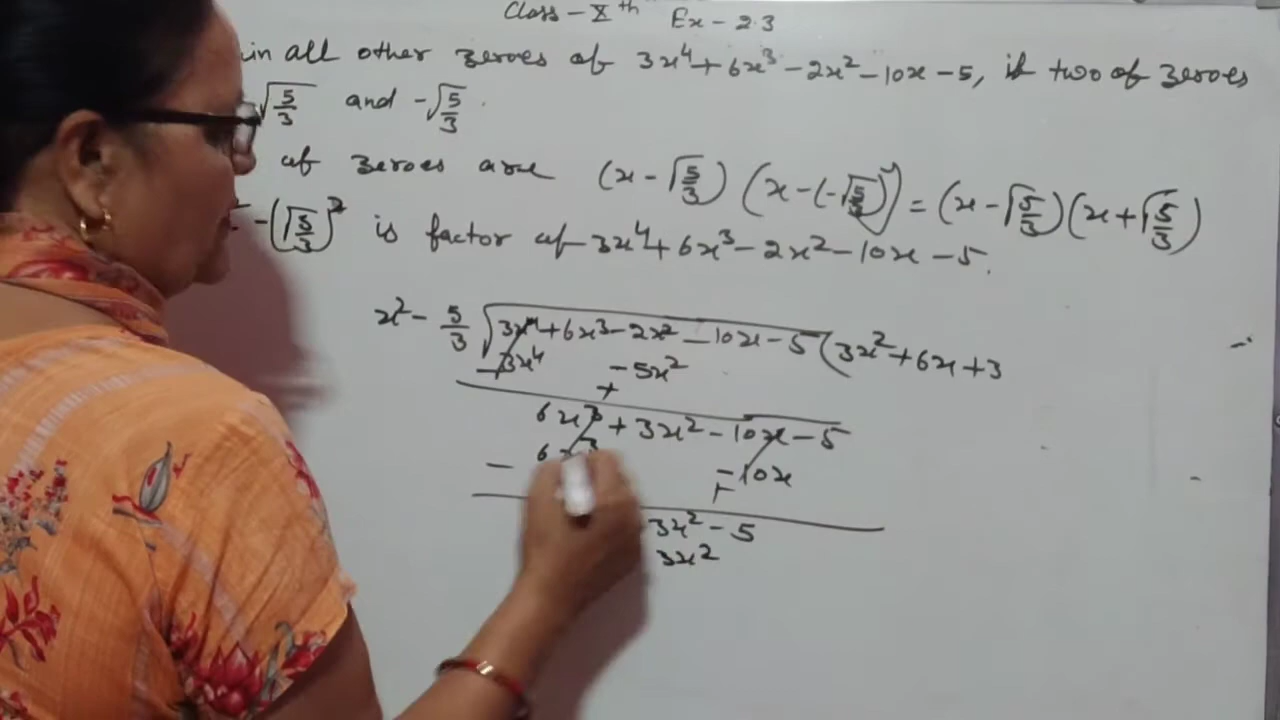 Class - Xth Ex - 2.3
in all other zeroes of 3x⁴ + 6x³ - 2x² - 10x - 5, if two of zeroes
√(5/3) and -√(5/3).
of zeroes are (x - √(5/3)) (x - (-√(5/3))) = (x - √(5/3)) (x + √(5/3))
- (√(5/3))² is factor of 3x⁴ + 6x³ - 2x² - 10x - 5.
x² - 5/3 √ 3x⁴ + 6x³ - 2x² - 10x - 5 ( 3x² + 6x + 3
- 3x⁴ - 5x²
+
6x³ + 3x² - 10x - 5
- 6x³ - 10x
+
3x² - 5
3x²